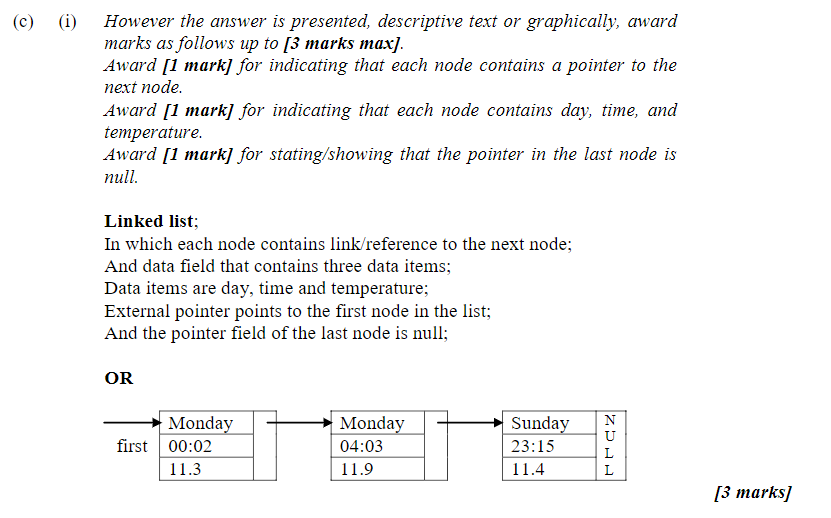 (c) (i) However the answer is presented, descriptive text or graphically, award
marks as follows up to [3 marks max].
Award [1 mark] for indicating that each node contains a pointer to the
next node.
Award [1 mark] for indicating that each node contains day, time, and
temperature.
Award [1 mark] for stating/showing that the pointer in the last node is
null.
Linked list;
In which each node contains link/reference to the next node;
And data field that contains three data items;
Data items are day, time and temperature;
External pointer points to the first node in the list;
And the pointer field of the last node is null;
OR
first
Monday
00:02
11.3
Monday
04:03
11.9
Sunday
23:15
11.4
NULL
[3 marks]